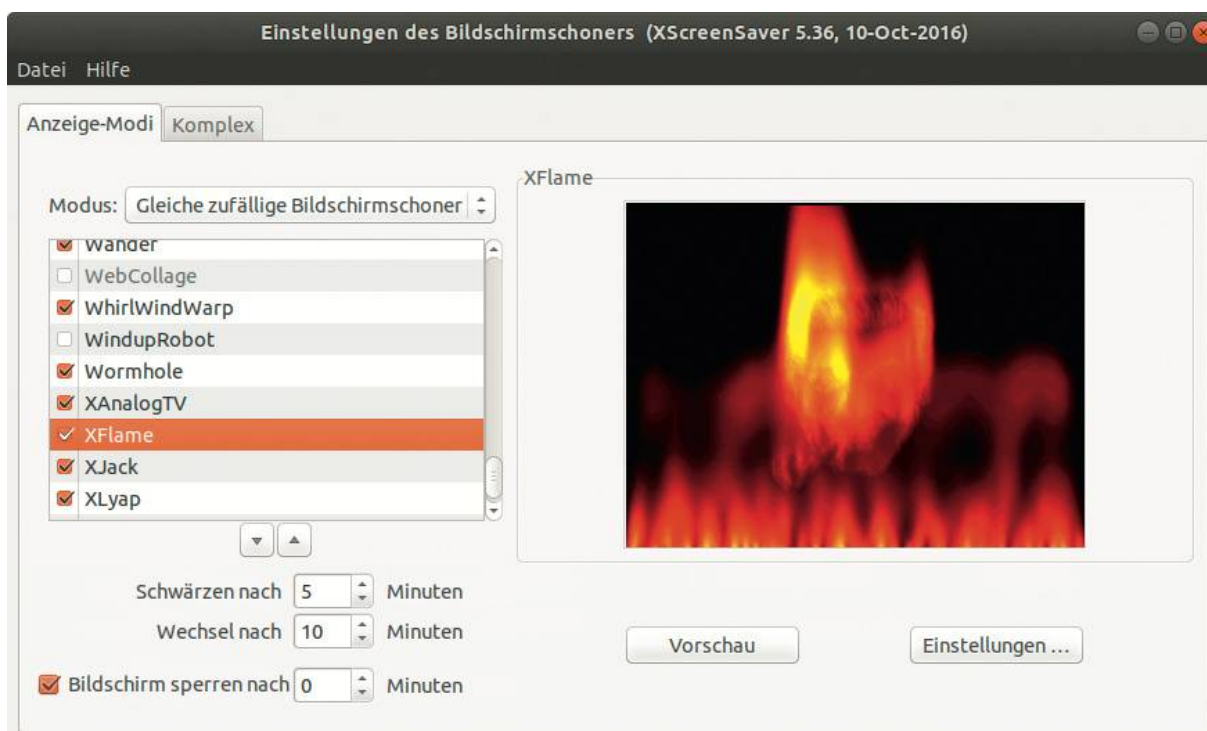 Einstellungen des Bildschirmschoners (XScreenSaver 5.36, 10-Oct-2016)
Datei Hilfe
Anzeige-Modi Komplex
Modus: Gleiche zufällige Bildschirmschoner
Wander
WebCollage
WhirlWindWarp
WindupRobot
Wormhole
XAnalogTV
XFlame
XJack
XLyap
Schwärzen nach 5 Minuten
Wechsel nach 10 Minuten
Bildschirm sperren nach 0 Minuten
XFlame
Vorschau Einstellungen ...